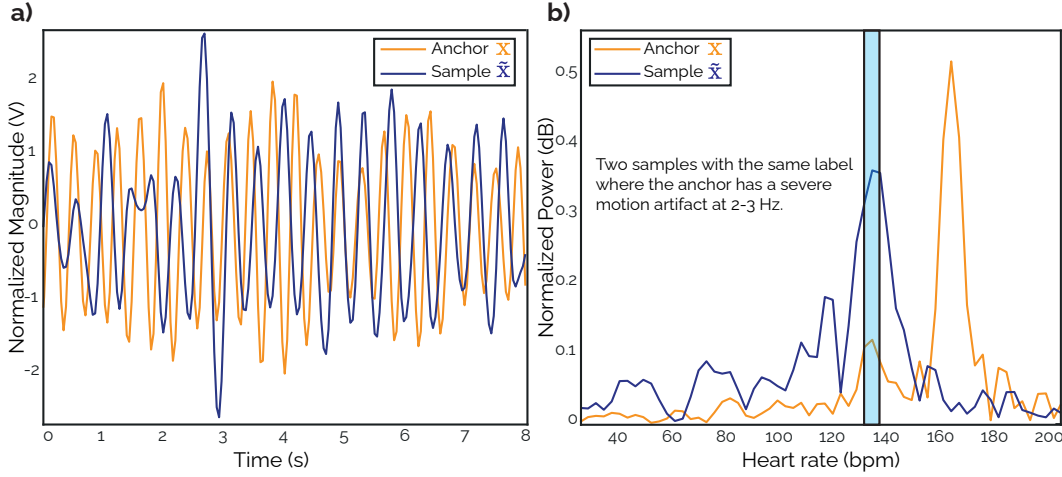 a)
Normalized Magnitude (V)
2
1
0
-1
-2
Anchor x
Sample x̃
0 1 2 3 4 5 6 7 8
Time (s)
b)
Normalized Power (dB)
0.5
0.4
0.3
0.2
0.1
0
Anchor x
Sample x̃
Two samples with the same label
where the anchor has a severe
motion artifact at 2-3 Hz.
40 60 80 100 120 140 160 180 200
Heart rate (bpm)